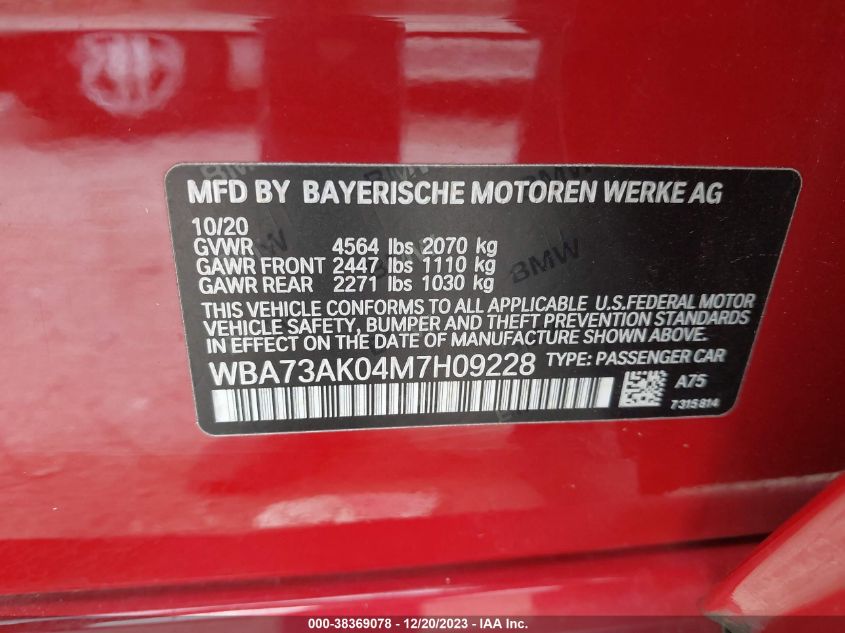 MFD BY BAYERISCHE MOTOREN WERKE AG
10/20
GVWR 4564 lbs 2070 kg
GAWR FRONT 2447 lbs 1110 kg
GAWR REAR 2271 lbs 1030 kg
THIS VEHICLE CONFORMS TO ALL APPLICABLE U.S. FEDERAL MOTOR
VEHICLE SAFETY, BUMPER AND THEFT PREVENTION STANDARDS
IN EFFECT ON THE DATE OF MANUFACTURE SHOWN ABOVE.
WBA73AK04M7H09228 TYPE: PASSENGER CAR
A75
7315814
BMW
BMW
000-38369078 - 12/20/2023 - IAA Inc.